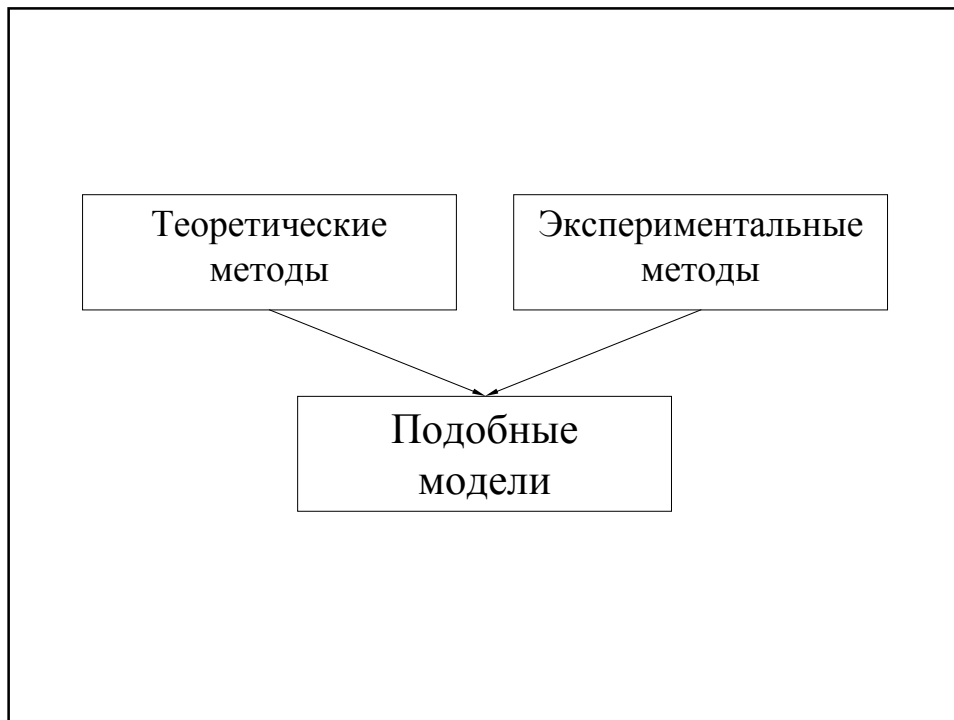 Теоретические
методы
Экспериментальные
методы
Подобные
модели